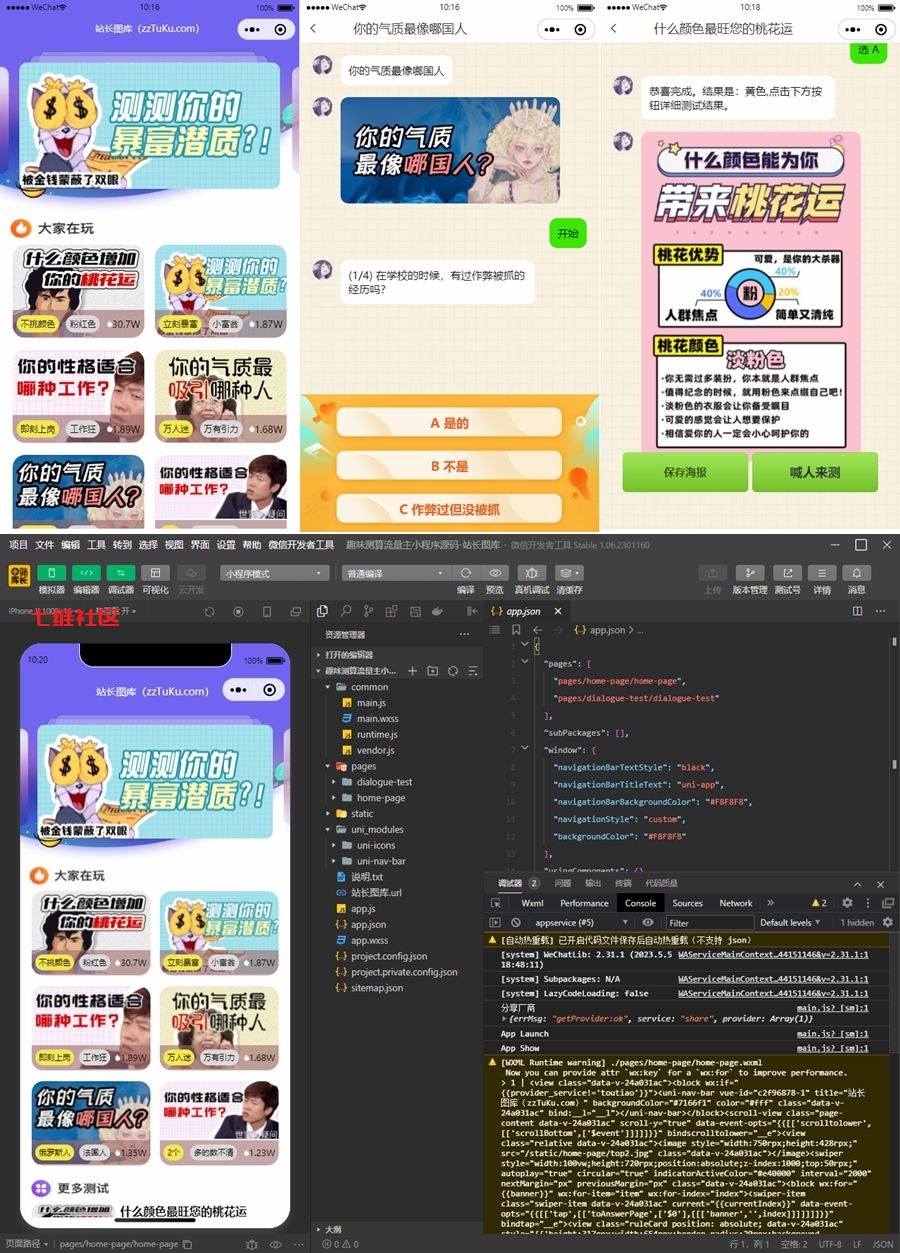 ●●●●● WeChat
10:16
100%
站长图库（zzTuKu.com）
测测你的
暴富潜质?!
被金钱蒙蔽了双眼
大家在玩
什么颜色增加
你的桃花运
不挑颜色
粉红色
30.7W
测测你的
暴富潜质?!
立刻暴富
小富翁
1.87W
你的性格适合
哪种工作?
即刻上岗
工作狂
1.89W
你的气质最
吸引哪种人
万人迷
万有引力
1.68W
你的气质
最像哪国人?
你的性格适合
哪种工作?
●●●●● WeChat
10:16
100%
你的气质最像哪国人
你的气质最像哪国人
你的气质
最像哪国人?
开始
(1/4) 在学校的时候，有过作弊被抓的
经历吗?
A 是的
B 不是
C 作弊过但没被抓
●●●●● WeChat
10:18
100%
什么颜色最旺您的桃花运
选 A
恭喜完成。结果是：黄色,点击下方按
钮详细测试结果。
什么颜色能为你
带来桃花运
桃花优势
可爱，是你的大杀器
40%
40%
粉
20%
人群焦点
简单又清纯
桃花颜色
淡粉色
·你无需过多装扮，你本就是人群焦点
·值得纪念的时候，就用粉色来点缀自己吧!
·淡粉色的衣服会让你备受瞩目
·可爱的感觉会让人想要保护
·相信爱你的人一定会小心呵护你的
保存海报
喊人来测
项目 文件 编辑 工具 转到 选择 视图 界面 设置 帮助 微信开发者工具
趣味测算流量主小程序源码-站长图库 - 微信开发者工具 Stable 1.06.2301160
模拟器
编辑器
调试器
可视化
云开发
小程序模式
普通编译
编译
预览
真机调试
清缓存
上传
版本管理
测试号
详情
消息
七维社区
10:20
100%
站长图库（zzTuKu.com）
测测你的
暴富潜质?!
被金钱蒙蔽了双眼
大家在玩
什么颜色增加
你的桃花运
不挑颜色
粉红色
30.7W
测测你的
暴富潜质?!
立刻暴富
小富翁
1.87W
你的性格适合
哪种工作?
即刻上岗
工作狂
1.89W
你的气质最
吸引哪种人
万人迷
万有引力
1.68W
你的气质
最像哪国人?
俄罗斯人
法国人
1.35W
你的性格适合
哪种工作?
2个
多的数不清
1.23W
更多测试
什么颜色最旺您的桃花运
页面路径
pages/home-page/home-page
资源管理器
打开的编辑器
趣味测算流量主小...
common
main.js
main.wxss
runtime.js
vendor.js
pages
dialogue-test
home-page
static
uni_modules
uni-icons
uni-nav-bar
说明.txt
站长图库.url
app.js
app.json
app.wxss
project.config.json
project.private.config.json
sitemap.json
大纲
0
0
app.json
app.json > ...
1
{
2
"pages": [
3
"pages/home-page/home-page",
4
"pages/dialogue-test/dialogue-test"
5
],
6
"subPackages": [],
7
"window": {
8
"navigationBarTextStyle": "black",
9
"navigationBarTitleText": "uni-app",
10
"navigationBarBackgroundColor": "#F8F8F8",
11
"navigationStyle": "custom",
12
"backgroundColor": "#F8F8F8"
13
},
"usingComponents": {}
调试器 2 问题 输出 终端 代码质量
Wxml Performance Console Sources Network
2
appservice (#5)
Filter
Default levels
1 hidden
[自动热重载] 已开启代码文件保存后自动热重载（不支持 json）
[system] WeChatLib: 2.31.1 (2023.5.5 WAServiceMainContext…44151146&v=2.31.1:1
18:48:11)
[system] Subpackages: N/A WAServiceMainContext…44151146&v=2.31.1:1
[system] LazyCodeLoading: false WAServiceMainContext…44151146&v=2.31.1:1
分享厂商 main.js? [sm]:1
{errMsg: "getProvider:ok", service: "share", provider: Array(1)}
App Launch main.js? [sm]:1
App Show main.js? [sm]:1
[WXML Runtime warning] ./pages/home-page/home-page.wxml
Now you can provide attr `wx:key` for a `wx:for` to improve performance.
> 1 | <view class="data-v-24a031ac"><block wx:if="
{{provider_service!='toutiao'}}"><uni-nav-bar vue-id="c2f96878-1" title="站长
图库（zzTuKu.com）" backgroundColor="#7166f1" color="#fff" class="data-v-
24a031ac" bind:__l="__l"></uni-nav-bar></block><scroll-view class="page-
content data-v-24a031ac" scroll-y="true" data-event-opts="{{[['scrolltolower',
[['scrollBottom',['$event']]]]]}}" bindscrolltolower="__e"><view
class="relative data-v-24a031ac"><image style="width:750rpx;height:428rpx;"
src="/static/home-page/top2.jpg" class="data-v-24a031ac"></image><swiper
style="width:100vw;height:720rpx;position:absolute;z-index:1000;top:50rpx;"
autoplay="true" circular="true" indicatorActiveColor="#e40000" interval="2000"
nextMargin="px" previousMargin="px" class="data-v-24a031ac"><block wx:for="
{{banner}}" wx:for-item="item" wx:for-index="index"><swiper-item
class="swiper-item data-v-24a031ac" current="{{currentIndex}}" data-event-
opts="{{[['tap',[['toAnswerPage',['$0'],[[['banner','',index]]]]]]]}}"
bindtap="__e"><view class="ruleCard position: absolute; data-v-24a031ac"
行 1，列 1 空格: 2 UTF-8 LF JSON